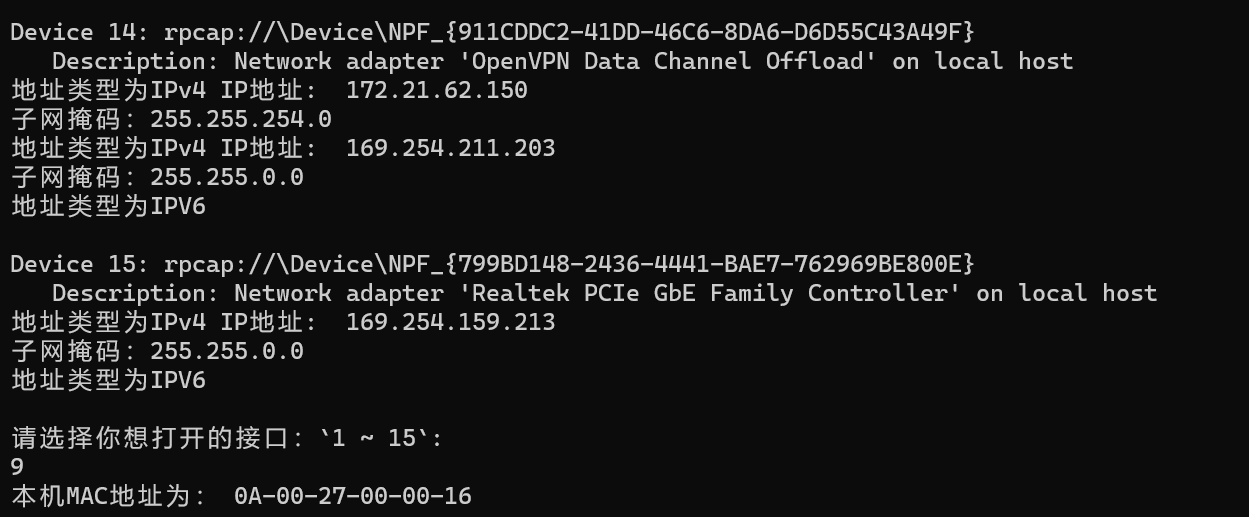 Device 14: rpcap://\Device\NPF_{911CDDC2-41DD-46C6-8DA6-D6D55C43A49F}
Description: Network adapter 'OpenVPN Data Channel Offload' on local host
地址类型为IPv4 IP地址： 172.21.62.150
子网掩码：255.255.254.0
地址类型为IPv4 IP地址： 169.254.211.203
子网掩码：255.255.0.0
地址类型为IPV6
Device 15: rpcap://\Device\NPF_{799BD148-2436-4441-BAE7-762969BE800E}
Description: Network adapter 'Realtek PCIe GbE Family Controller' on local host
地址类型为IPv4 IP地址： 169.254.159.213
子网掩码：255.255.0.0
地址类型为IPV6
请选择你想打开的接口：`1 ~ 15`:
9
本机MAC地址为： 0A-00-27-00-00-16